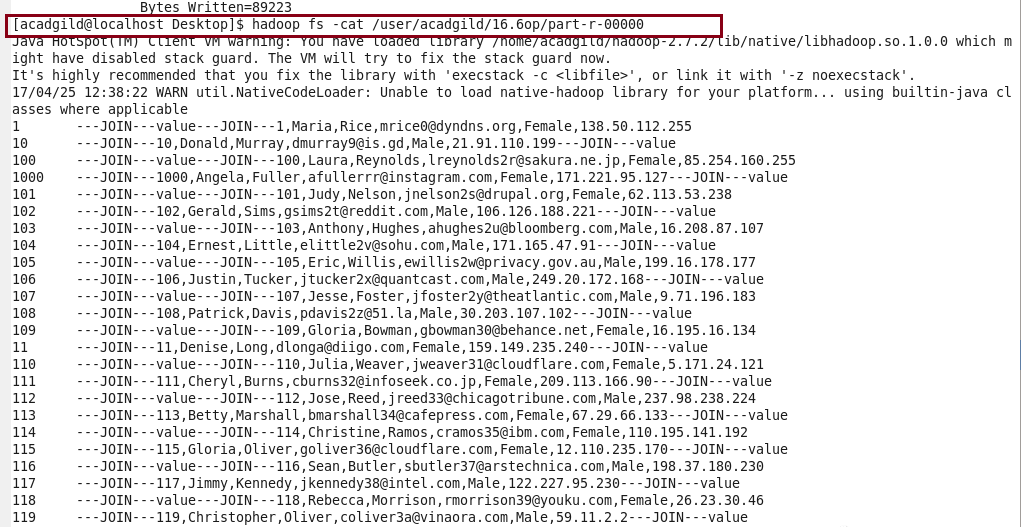 Bytes Written=89223
[acadgild@localhost Desktop]$ hadoop fs -cat /user/acadgild/16.6op/part-r-00000
Java HotSpot(TM) Client VM warning: You have loaded library /home/acadgild/hadoop-2.7.2/lib/native/libhadoop.so.1.0.0 which m
ight have disabled stack guard. The VM will try to fix the stack guard now.
It's highly recommended that you fix the library with 'execstack -c <libfile>', or link it with '-z noexecstack'.
17/04/25 12:38:22 WARN util.NativeCodeLoader: Unable to load native-hadoop library for your platform... using builtin-java cl
asses where applicable
1 ---JOIN---value---JOIN---1,Maria,Rice,mrice0@dyndns.org,Female,138.50.112.255
10 ---JOIN---10,Donald,Murray,dmurray9@is.gd,Male,21.91.110.199---JOIN---value
100 ---JOIN---value---JOIN---100,Laura,Reynolds,lreynolds2r@sakura.ne.jp,Female,85.254.160.255
1000 ---JOIN---1000,Angela,Fuller,afullerrr@instagram.com,Female,171.221.95.127---JOIN---value
101 ---JOIN---value---JOIN---101,Judy,Nelson,jnelson2s@drupal.org,Female,62.113.53.238
102 ---JOIN---102,Gerald,Sims,gsims2t@reddit.com,Male,106.126.188.221---JOIN---value
103 ---JOIN---value---JOIN---103,Anthony,Hughes,ahughes2u@bloomberg.com,Male,16.208.87.107
104 ---JOIN---104,Ernest,Little,elittle2v@sohu.com,Male,171.165.47.91---JOIN---value
105 ---JOIN---value---JOIN---105,Eric,Willis,ewillis2w@privacy.gov.au,Male,199.16.178.177
106 ---JOIN---106,Justin,Tucker,jtucker2x@quantcast.com,Male,249.20.172.168---JOIN---value
107 ---JOIN---value---JOIN---107,Jesse,Foster,jfoster2y@theatlantic.com,Male,9.71.196.183
108 ---JOIN---108,Patrick,Davis,pdavis2z@51.la,Male,30.203.107.102---JOIN---value
109 ---JOIN---value---JOIN---109,Gloria,Bowman,gbowman30@behance.net,Female,16.195.16.134
11 ---JOIN---11,Denise,Long,dlonga@diigo.com,Female,159.149.235.240---JOIN---value
110 ---JOIN---value---JOIN---110,Julia,Weaver,jweaver31@cloudflare.com,Female,5.171.24.121
111 ---JOIN---111,Cheryl,Burns,cburns32@infoseek.co.jp,Female,209.113.166.90---JOIN---value
112 ---JOIN---value---JOIN---112,Jose,Reed,jreed33@chicagotribune.com,Male,237.98.238.224
113 ---JOIN---113,Betty,Marshall,bmarshall34@cafepress.com,Female,67.29.66.133---JOIN---value
114 ---JOIN---value---JOIN---114,Christine,Ramos,cramos35@ibm.com,Female,110.195.141.192
115 ---JOIN---115,Gloria,Oliver,goliver36@cloudflare.com,Female,12.110.235.170---JOIN---value
116 ---JOIN---value---JOIN---116,Sean,Butler,sbutler37@arstechnica.com,Male,198.37.180.230
117 ---JOIN---117,Jimmy,Kennedy,jkennedy38@intel.com,Male,122.227.95.230---JOIN---value
118 ---JOIN---value---JOIN---118,Rebecca,Morrison,rmorrison39@youku.com,Female,26.23.30.46
119 ---JOIN---119,Christopher,Oliver,coliver3a@vinaora.com,Male,59.11.2.2---JOIN---value